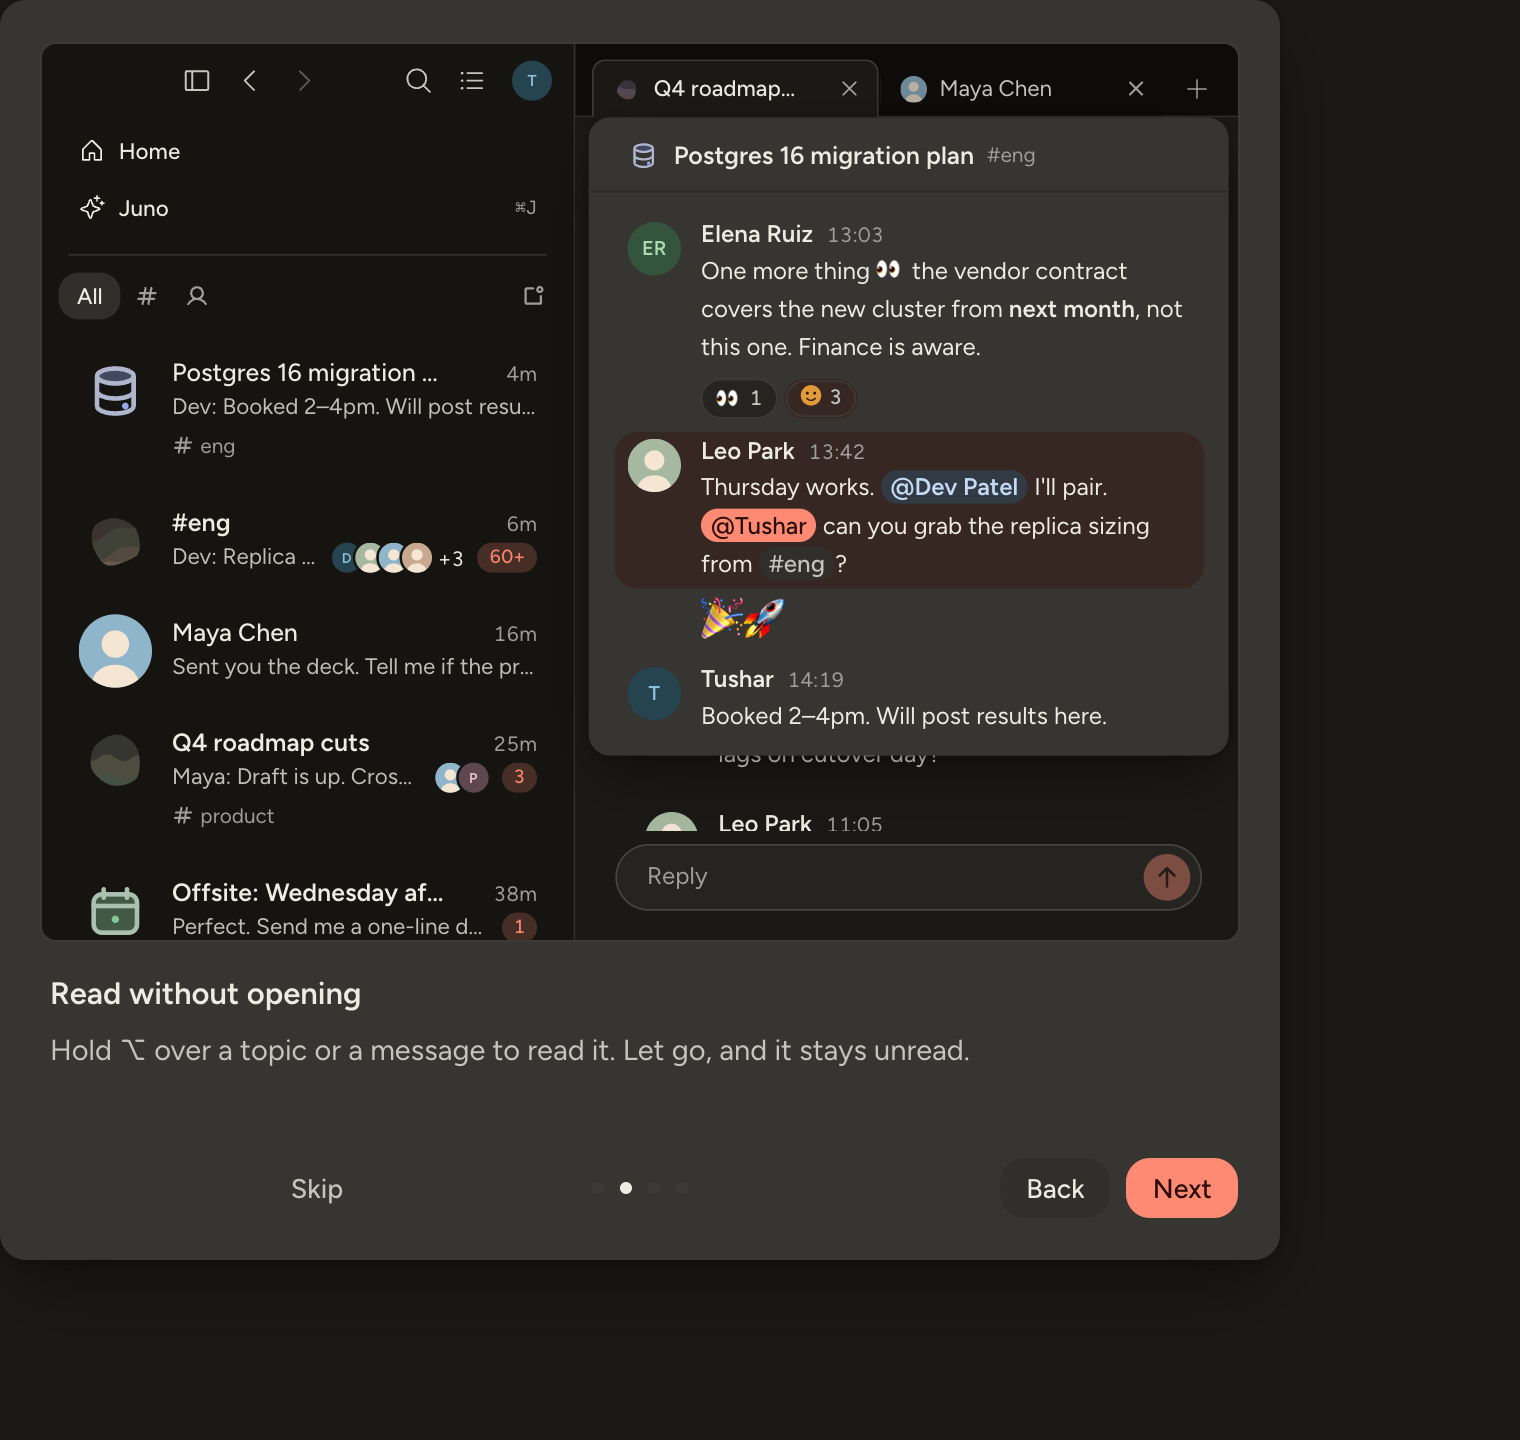 T
Home
Juno ⌘J
All
Postgres 16 migration ... 4m
Dev: Booked 2–4pm. Will post resu...
# eng
#eng 6m
Dev: Replica ... D +3 60+
Maya Chen 16m
Sent you the deck. Tell me if the pr...
Q4 roadmap cuts 25m
Maya: Draft is up. Cros... P 3
# product
Offsite: Wednesday af... 38m
Perfect. Send me a one-line d... 1
Q4 roadmap...
Maya Chen
Postgres 16 migration plan #eng
ER
Elena Ruiz 13:03
One more thing 👀 the vendor contract
covers the new cluster from next month, not
this one. Finance is aware.
👀 1 🙂 3
Leo Park 13:42
Thursday works. @Dev Patel I'll pair.
@Tushar can you grab the replica sizing
from #eng ?
🎉🚀
T
Tushar 14:19
Booked 2–4pm. Will post results here.
lags on cutover day?
Leo Park 11:05
Reply
Read without opening
Hold ⌥ over a topic or a message to read it. Let go, and it stays unread.
Skip
Back
Next